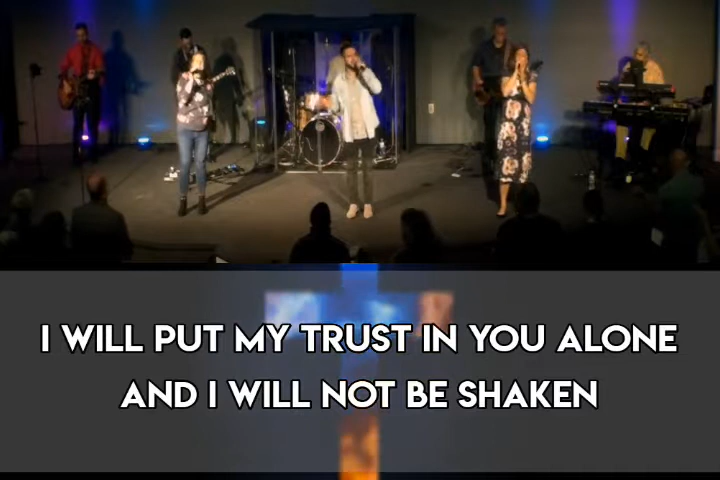 I WILL PUT MY TRUST IN YOU ALONE
AND I WILL NOT BE SHAKEN